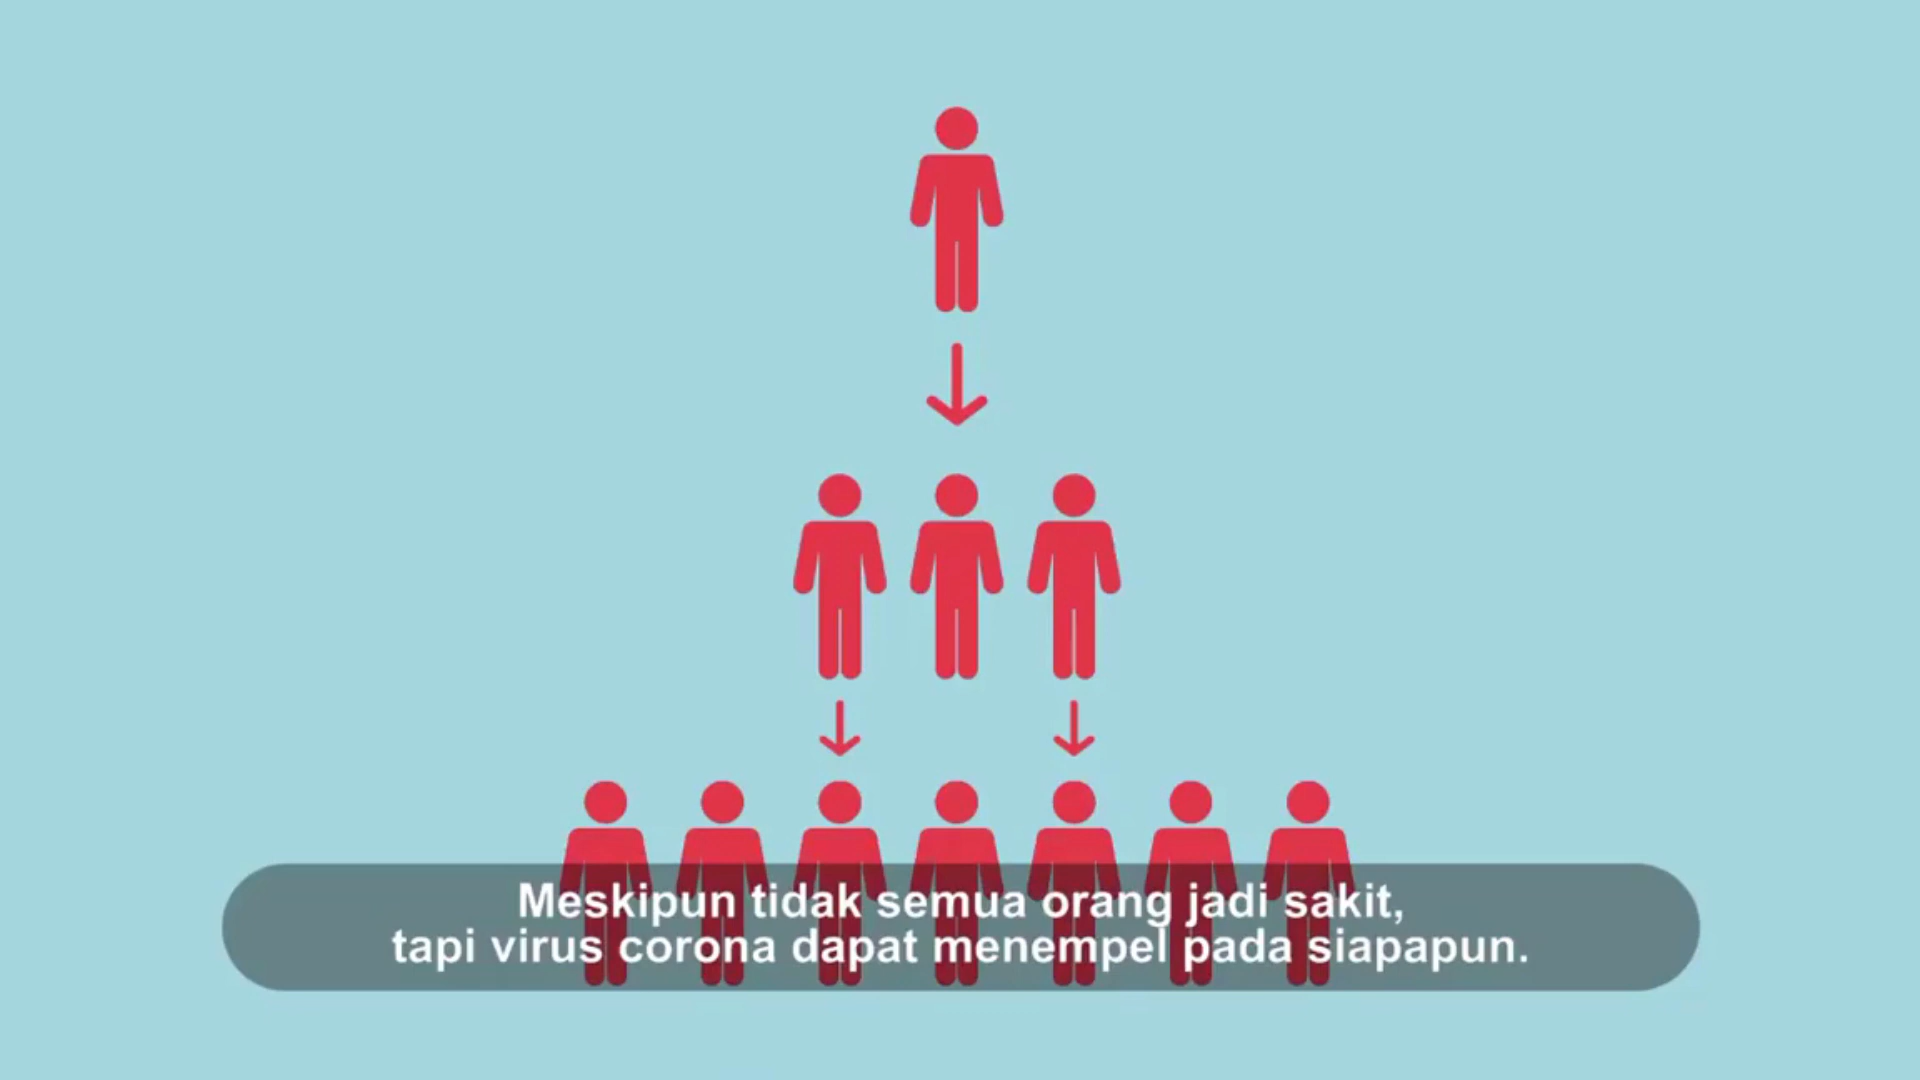 Meskipun tidak semua orang jadi sakit,
tapi virus corona dapat menempel pada siapapun.